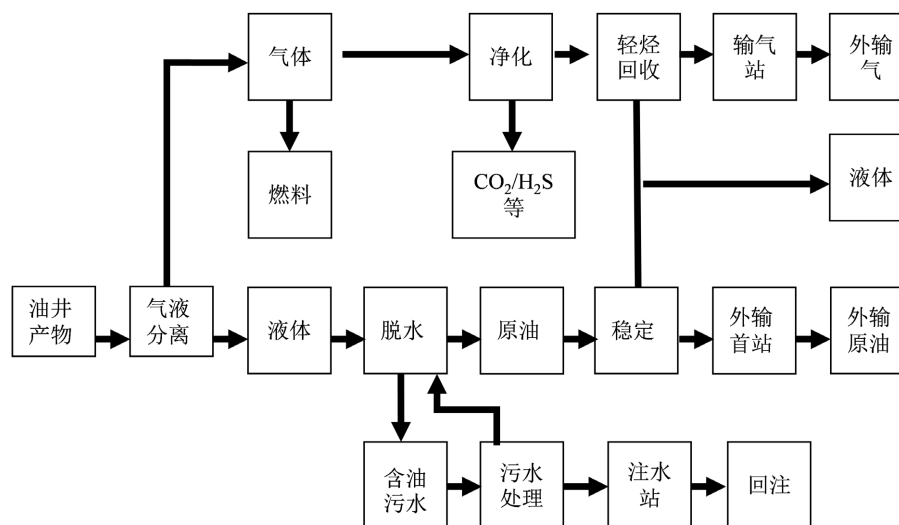 气体
净化
轻烃
回收
输气
站
外输
气
燃料
CO₂/H₂S
等
液体
油井
产物
气液
分离
液体
脱水
原油
稳定
外输
首站
外输
原油
含油
污水
污水
处理
注水
站
回注